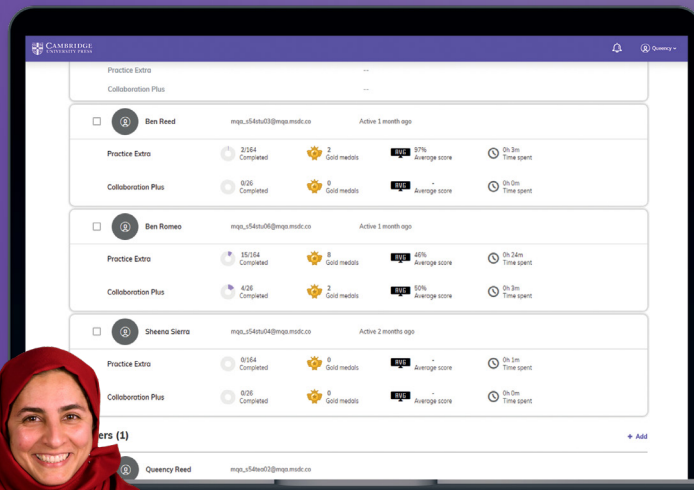 CAMBRIDGE
UNIVERSITY PRESS
Queency
Practice Extra --
Collaboration Plus --
Ben Reed mqa_s54stu03@mqa.msdc.co Active 1 month ago
Practice Extra 2/164 Completed 2 Gold medals AVG 97% Average score 0h 3m Time spent
Collaboration Plus 0/26 Completed 0 Gold medals AVG - Average score 0h 0m Time spent
Ben Romeo mqa_s54stu06@mqa.msdc.co Active 1 month ago
Practice Extra 15/164 Completed 8 Gold medals AVG 46% Average score 0h 24m Time spent
Collaboration Plus 4/26 Completed 2 Gold medals AVG 50% Average score 0h 3m Time spent
Sheena Sierra mqa_s54stu04@mqa.msdc.co Active 2 months ago
Practice Extra 0/164 Completed 0 Gold medals AVG - Average score 0h 1m Time spent
Collaboration Plus 0/26 Completed 0 Gold medals AVG - Average score 0h 0m Time spent
ers (1) + Add
Queency Reed mqa_s54tea02@mqa.msdc.co